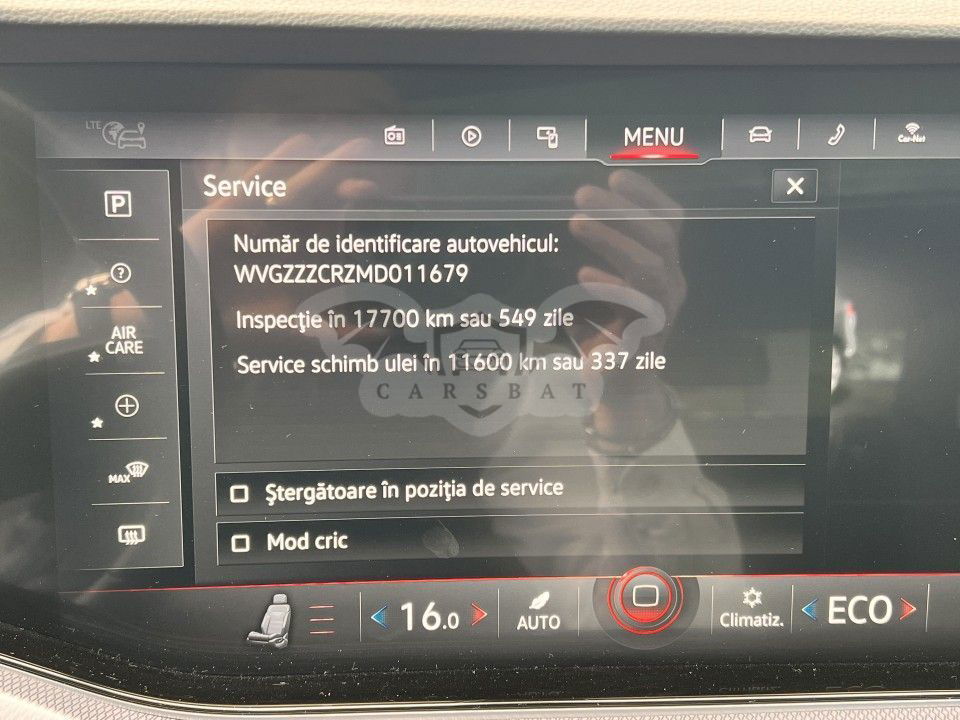 LTE
MENU
Car-Net
P
Service
X
?
Număr de identificare autovehicul:
WVGZZZCRZMD011679
Inspecţie în 17700 km sau 549 zile
AIR
CARE
Service schimb ulei în 11600 km sau 337 zile
CARSBAT
MAX
Ştergătoare în poziţia de service
Mod cric
16.0
AUTO
Climatiz.
ECO